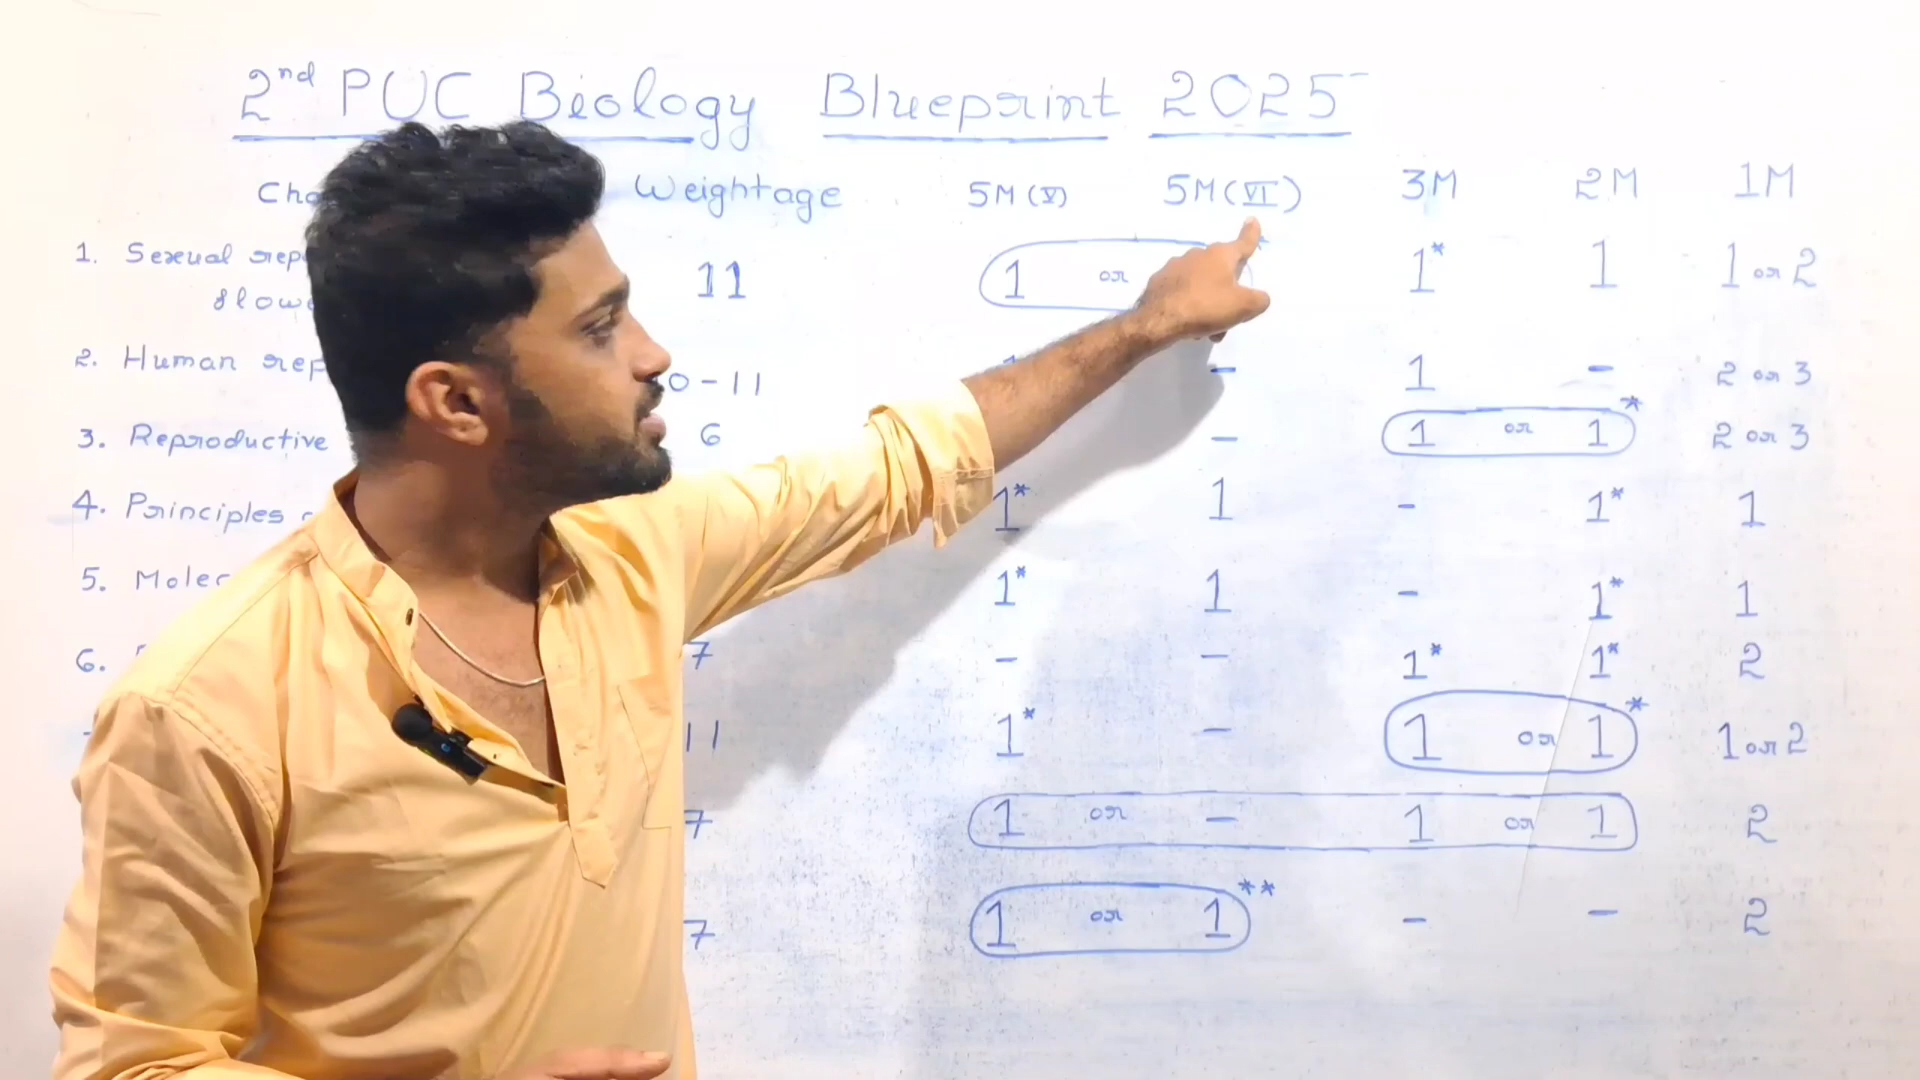 2nd PUC Biology Blueprint 2025
Weightage 5M (V) 5M (VI) 3M 2M 1M
1. Sexual 11 1 or 1* 1 1 or 2
2. Human - 1 - 2 or 3
3. Reproductive 6 - 1 or 1 * 2 or 3
4. Principles 1* 1 - 1* 1
5. 1* 1 - 1* 1
6. 7 - - 1* 1* 2
11 1* - 1 or 1 * 1 or 2
7 1 or - 1 or 1 2
7 1 or 1 ** - - 2